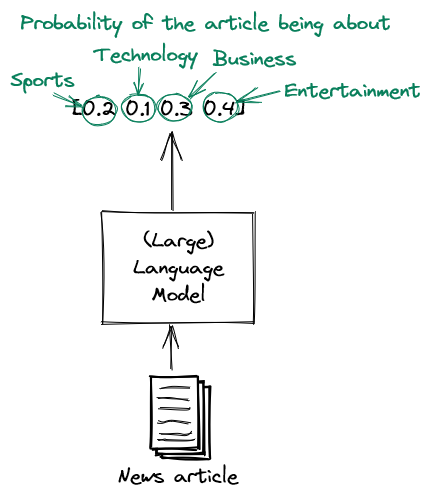 Probability of the article being about
Technology Business
Sports
Entertainment
[0.2 0.1 0.3 0.4]
(Large)
Language
Model
News article